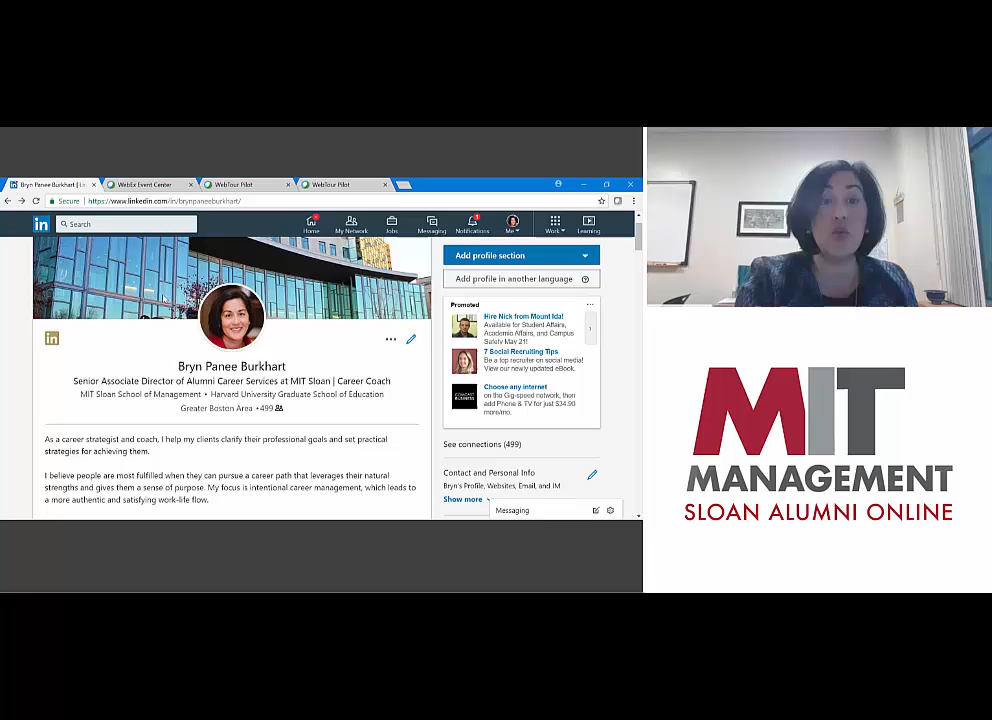 Bryn Panee Burkhart | Lin
WebEx Event Center
WebTour Pilot
WebTour Pilot
Secure
https://www.linkedin.com/in/brynpaneeburkhart/
in
Search
Home
My Network
Jobs
Messaging
1
Notifications
Me
Work
Learning
Add profile section
Add profile in another language
Promoted
Hire Nick from Mount Ida!
Available for Student Affairs,
Academic Affairs, and Campus
Safety May 21!
7 Social Recruiting Tips
Be a top recruiter on social media!
View our newly updated eBook.
COMCAST
BUSINESS
Choose any internet
on the Gig-speed network, then
add Phone & TV for just $34.90
more/mo.
in
Bryn Panee Burkhart
Senior Associate Director of Alumni Career Services at MIT Sloan | Career Coach
MIT Sloan School of Management • Harvard University Graduate School of Education
Greater Boston Area • 499
As a career strategist and coach, I help my clients clarify their professional goals and set practical
strategies for achieving them.
I believe people are most fulfilled when they can pursue a career path that leverages their natural
strengths and gives them a sense of purpose. My focus is intentional career management, which leads to
a more authentic and satisfying work-life flow.
See connections (499)
Contact and Personal Info
Bryn's Profile, Websites, Email, and IM
Show more
Messaging
MIT
MANAGEMENT
SLOAN ALUMNI ONLINE